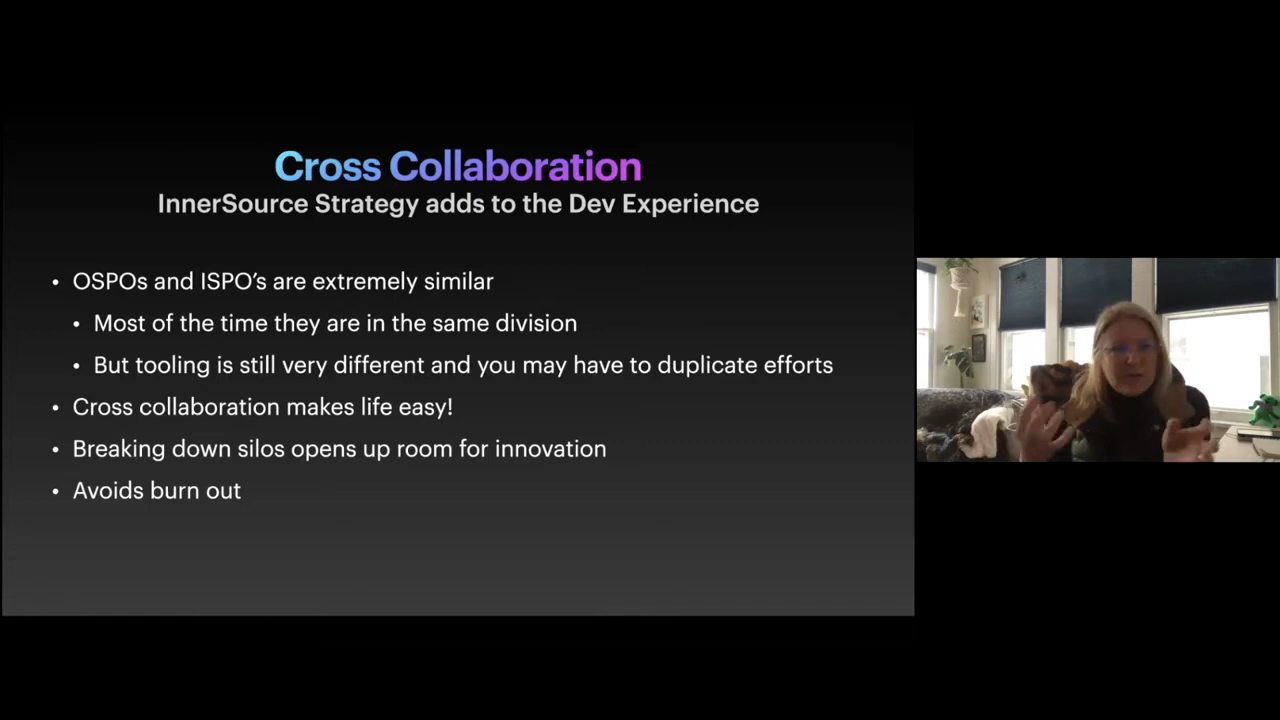 Cross Collaboration
InnerSource Strategy adds to the Dev Experience
• OSPOs and ISPO's are extremely similar
• Most of the time they are in the same division
• But tooling is still very different and you may have to duplicate efforts
• Cross collaboration makes life easy!
• Breaking down silos opens up room for innovation
• Avoids burn out